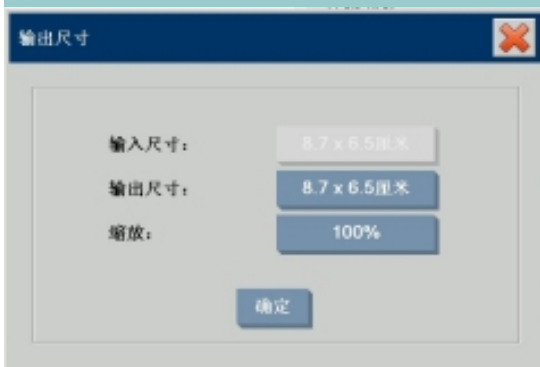 输出尺寸
输入尺寸： 8.7 x 6.5厘米
输出尺寸： 8.7 x 6.5厘米
缩放： 100%
确定